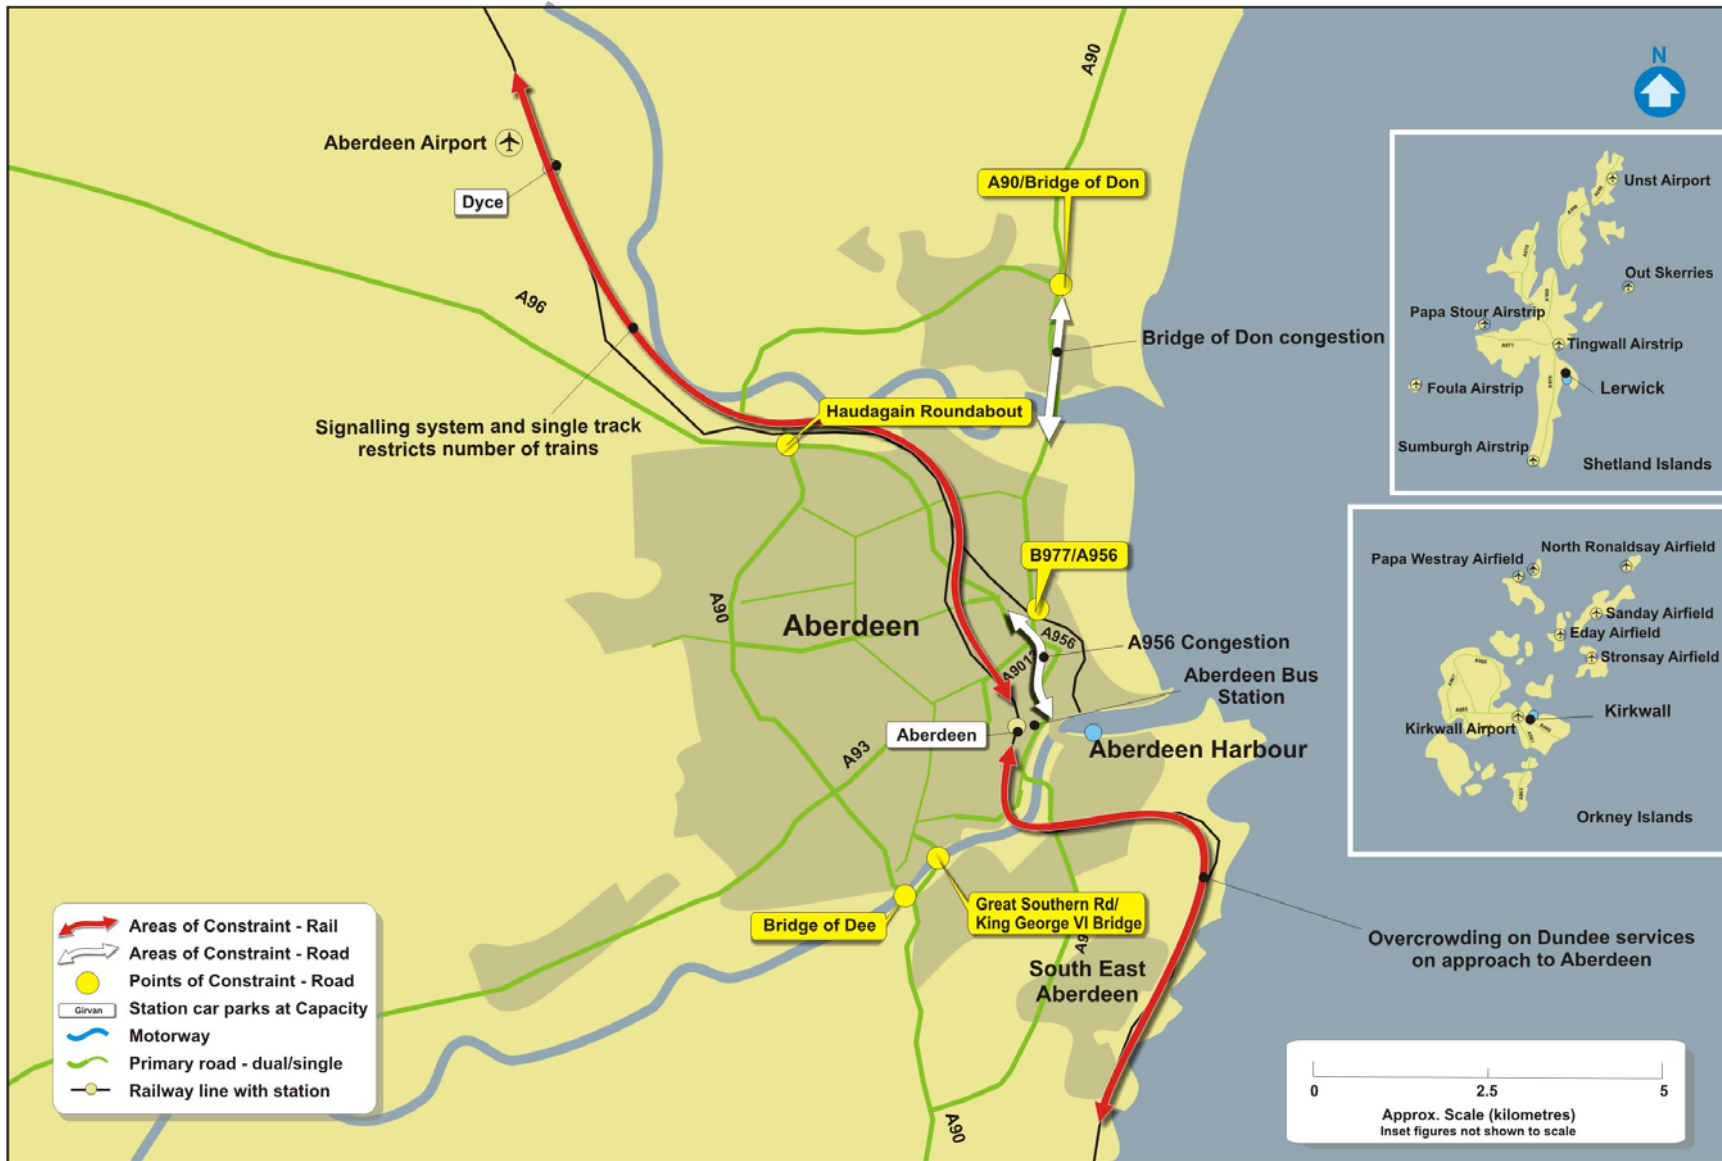 N
A90
Aberdeen Airport
Dyce
A90/Bridge of Don
A96
Bridge of Don congestion
Haudagain Roundabout
Signalling system and single track
restricts number of trains
B977/A956
A90
Aberdeen
A956
A956 Congestion
A9013
Aberdeen Bus
Station
Aberdeen
Aberdeen Harbour
A93
Great Southern Rd/
King George VI Bridge
Bridge of Dee
Overcrowding on Dundee services
on approach to Aberdeen
South East
Aberdeen
A90
Unst Airport
Out Skerries
Papa Stour Airstrip
Tingwall Airstrip
A971
A970
Foula Airstrip
Lerwick
Sumburgh Airstrip
Shetland Islands
North Ronaldsay Airfield
Papa Westray Airfield
Sanday Airfield
Eday Airfield
Stronsay Airfield
Kirkwall
Kirkwall Airport
Orkney Islands
Areas of Constraint - Rail
Areas of Constraint - Road
Points of Constraint - Road
Girvan
Station car parks at Capacity
Motorway
Primary road - dual/single
Railway line with station
0 2.5 5
Approx. Scale (kilometres)
Inset figures not shown to scale